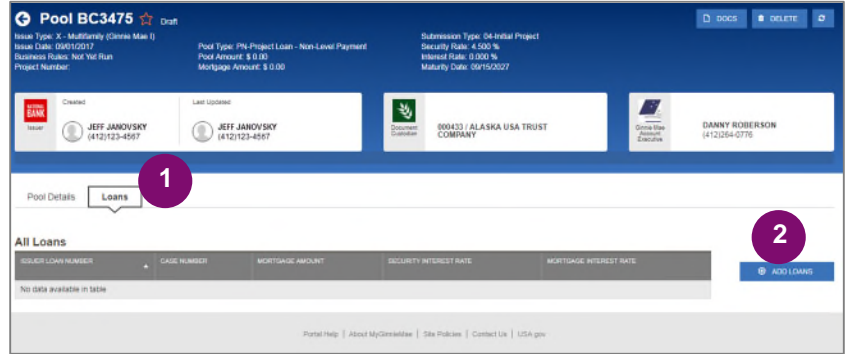 Pool BC3475 Draft
DOCS DELETE
Issue Type: X - Multifamily (Ginnie Mae I)
Issue Date: 09/01/2017
Business Rules: Not Yet Run
Project Number:
Pool Type: PN-Project Loan - Non-Level Payment
Pool Amount: $ 0.00
Mortgage Amount: $ 0.00
Submission Type: 04-Initial Project
Security Rate: 4.500 %
Interest Rate: 0.000 %
Maturity Date: 09/15/2027
NATIONAL
BANK
Issuer
Created
JEFF JANOVSKY
(412)123-4567
Last Updated
JEFF JANOVSKY
(412)123-4567
Document
Custodian
000433 / ALASKA USA TRUST
COMPANY
Ginnie Mae
Account
Executive
DANNY ROBERSON
(412)264-0776
1
Pool Details Loans
2
All Loans
ISSUER LOAN NUMBER CASE NUMBER MORTGAGE AMOUNT SECURITY INTEREST RATE MORTGAGE INTEREST RATE
ADD LOANS
No data available in table
Portal Help | About MyGinnieMae | Site Policies | Contact Us | USA.gov